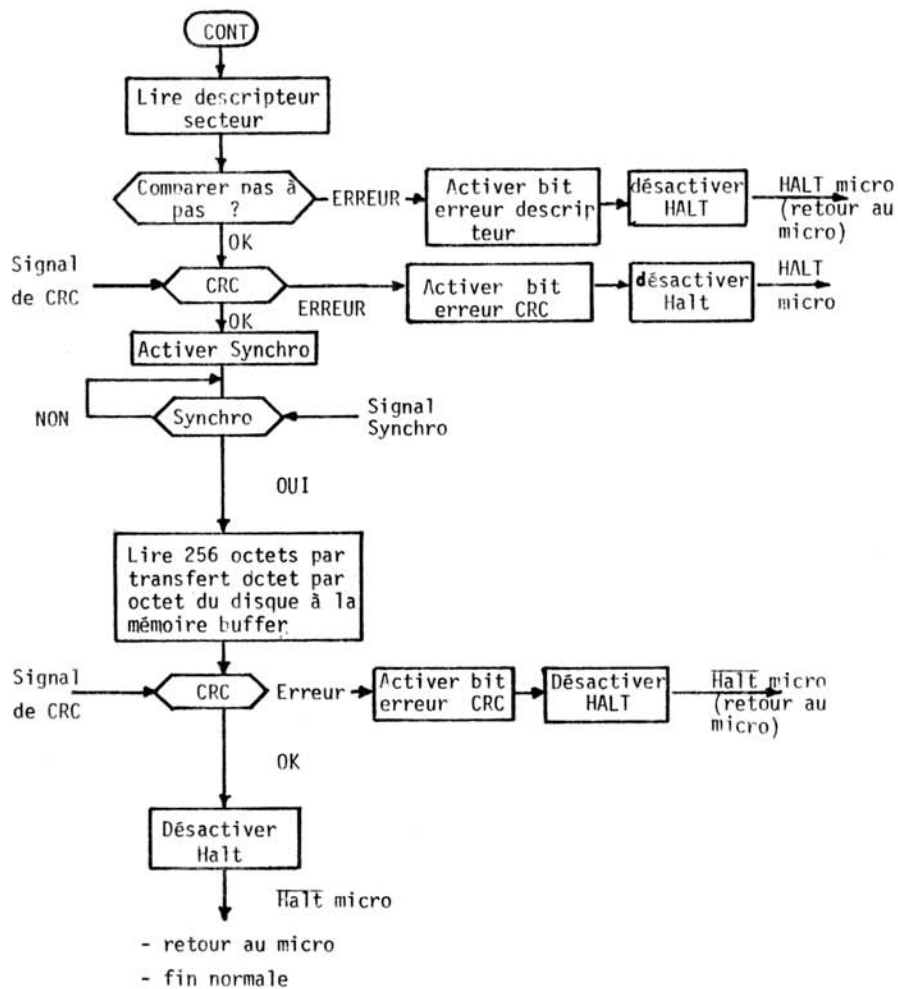 CONT
Lire descripteur
secteur
Comparer pas à
pas ?
ERREUR
Activer bit
erreur descrip
teur
désactiver
HALT
HALT micro
(retour au
micro)
OK
Signal
de CRC
CRC
ERREUR
Activer bit
erreur CRC
désactiver
Halt
HALT
micro
OK
Activer Synchro
NON
Synchro
Signal
Synchro
OUI
Lire 256 octets par
transfert octet par
octet du disque à la
mémoire buffer
Signal
de CRC
CRC
Erreur
Activer bit
erreur CRC
Désactiver
HALT
Halt micro
(retour au
micro)
OK
Désactiver
Halt
Halt micro
- retour au micro
- fin normale